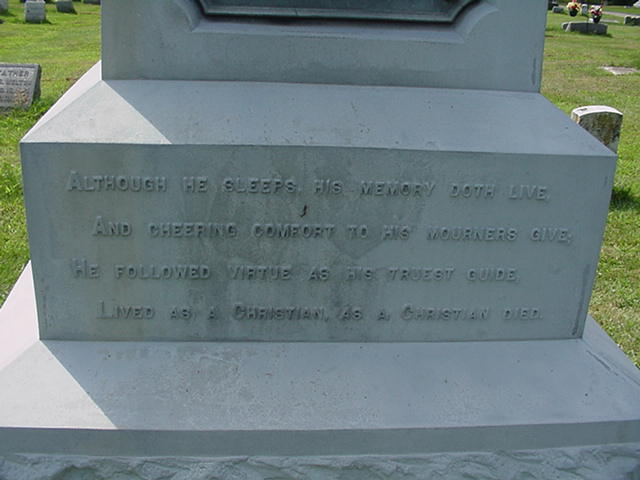 FATHER
ALTHOUGH HE SLEEPS, HIS MEMORY DOTH LIVE,
AND CHEERING COMFORT TO HIS MOURNERS GIVE;
HE FOLLOWED VIRTUE AS HIS TRUEST GUIDE,
LIVED AS, A CHRISTIAN, AS A, CHRISTIAN DIED.